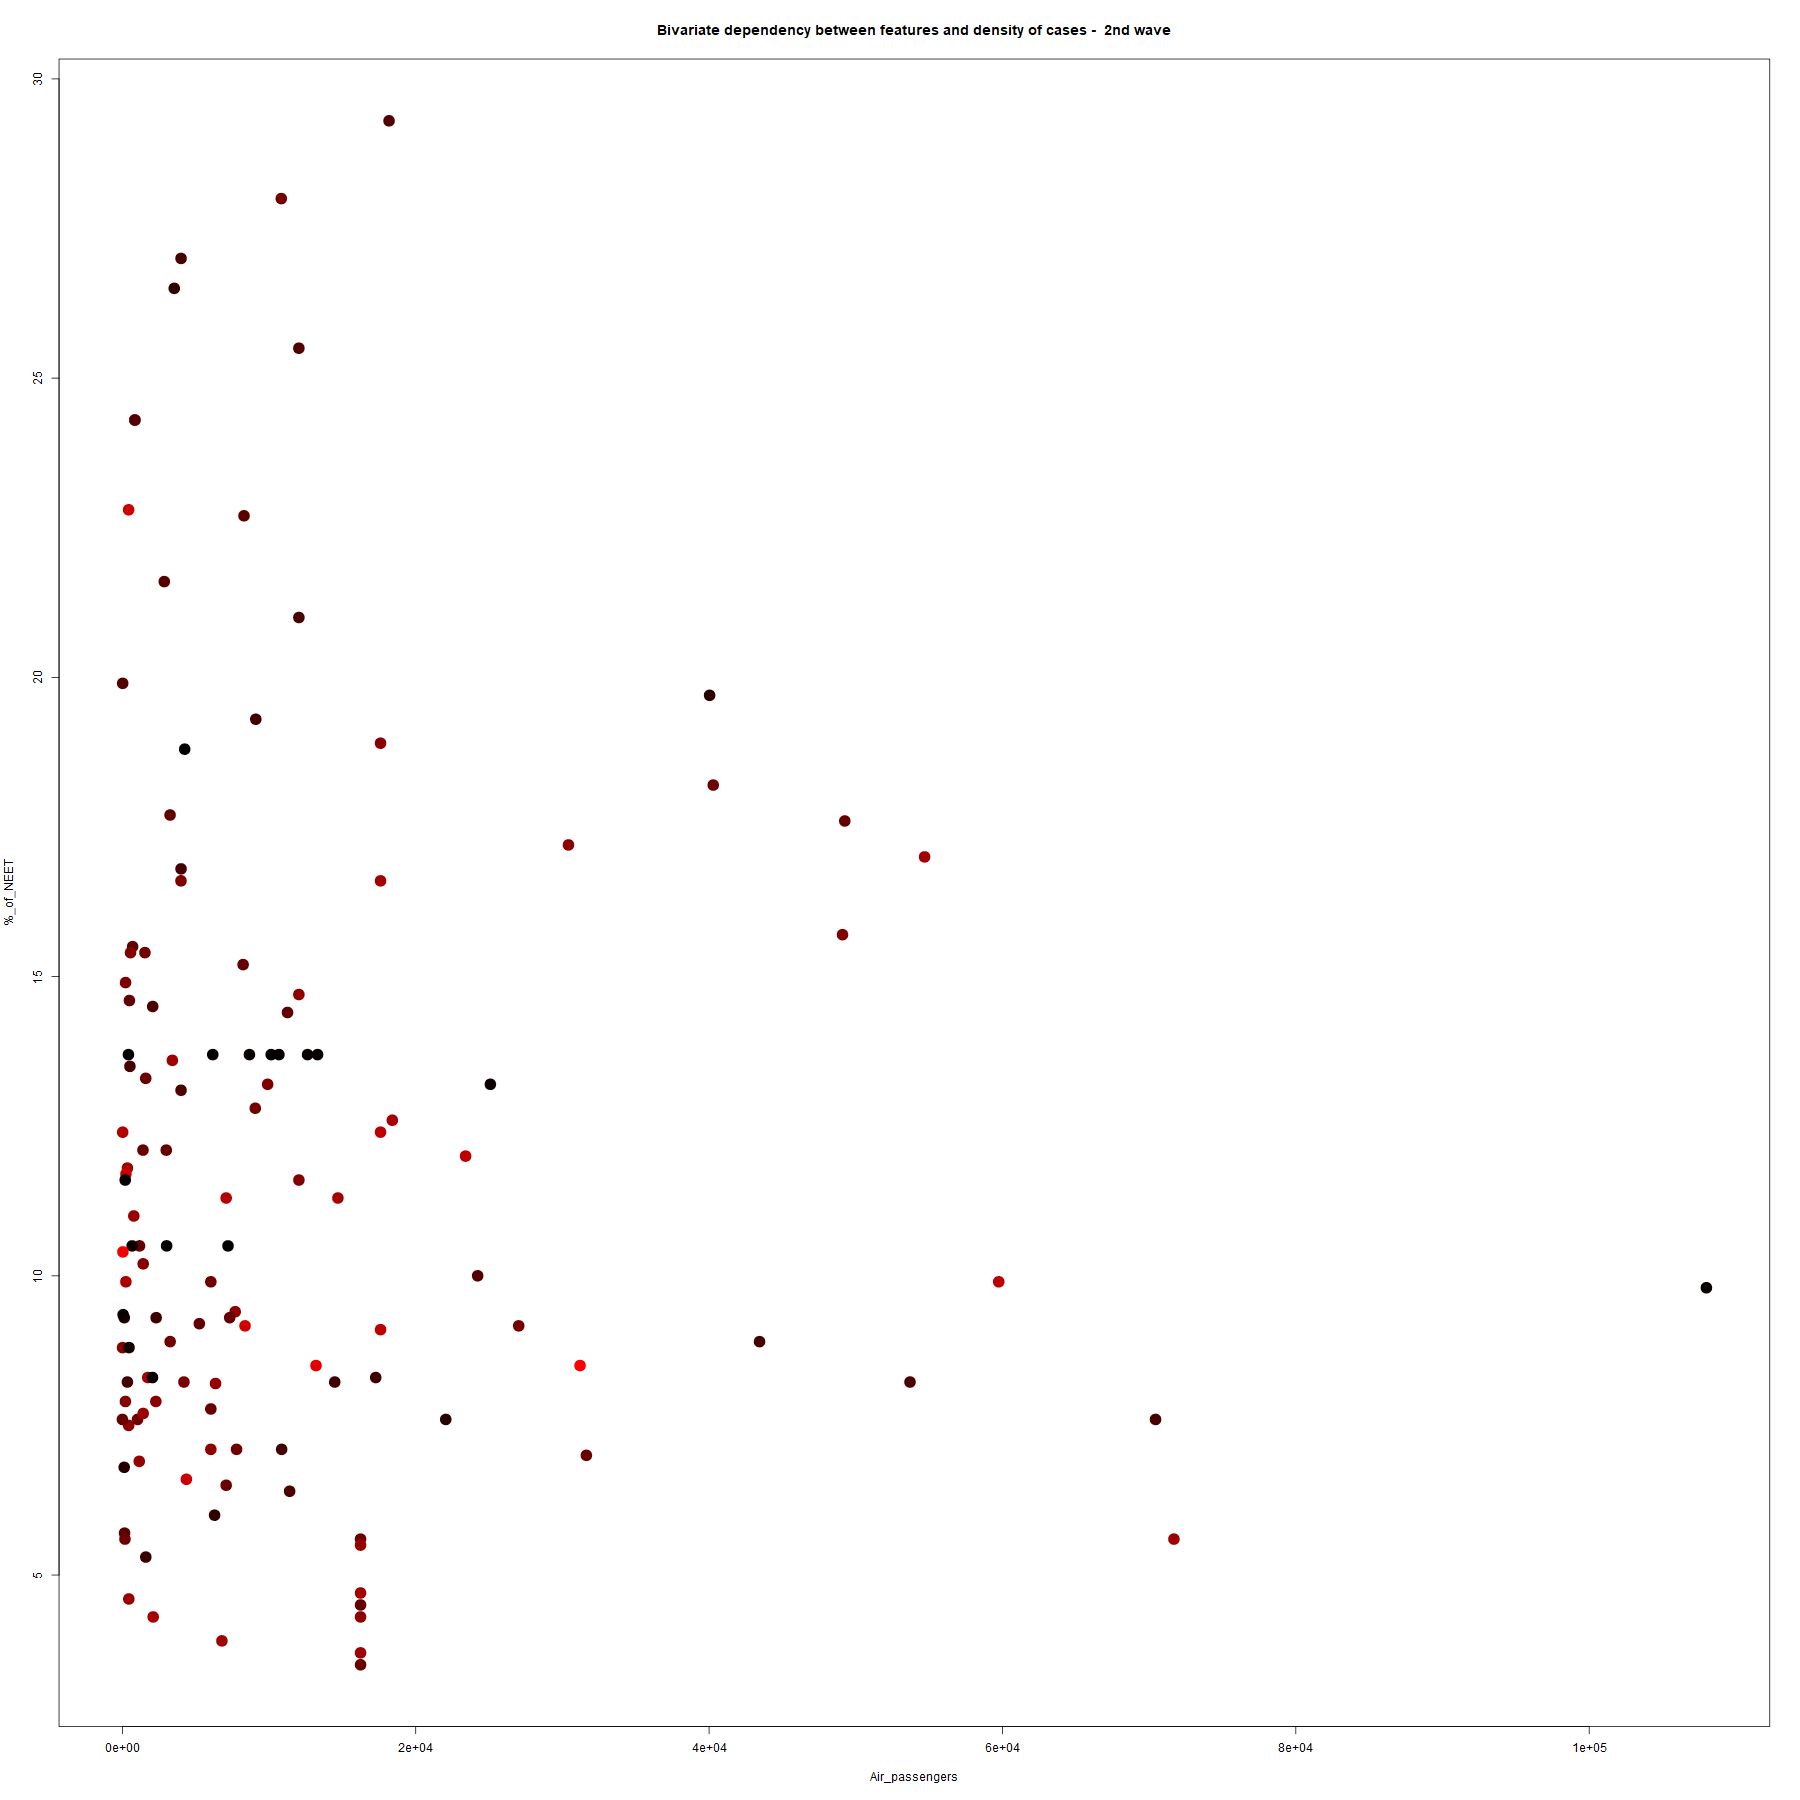 Bivariate dependency between features and density of cases -  2nd wave
30
25
20
15
10
5
%_of_NEET
0e+00 2e+04 4e+04 6e+04 8e+04 1e+05
Air_passengers